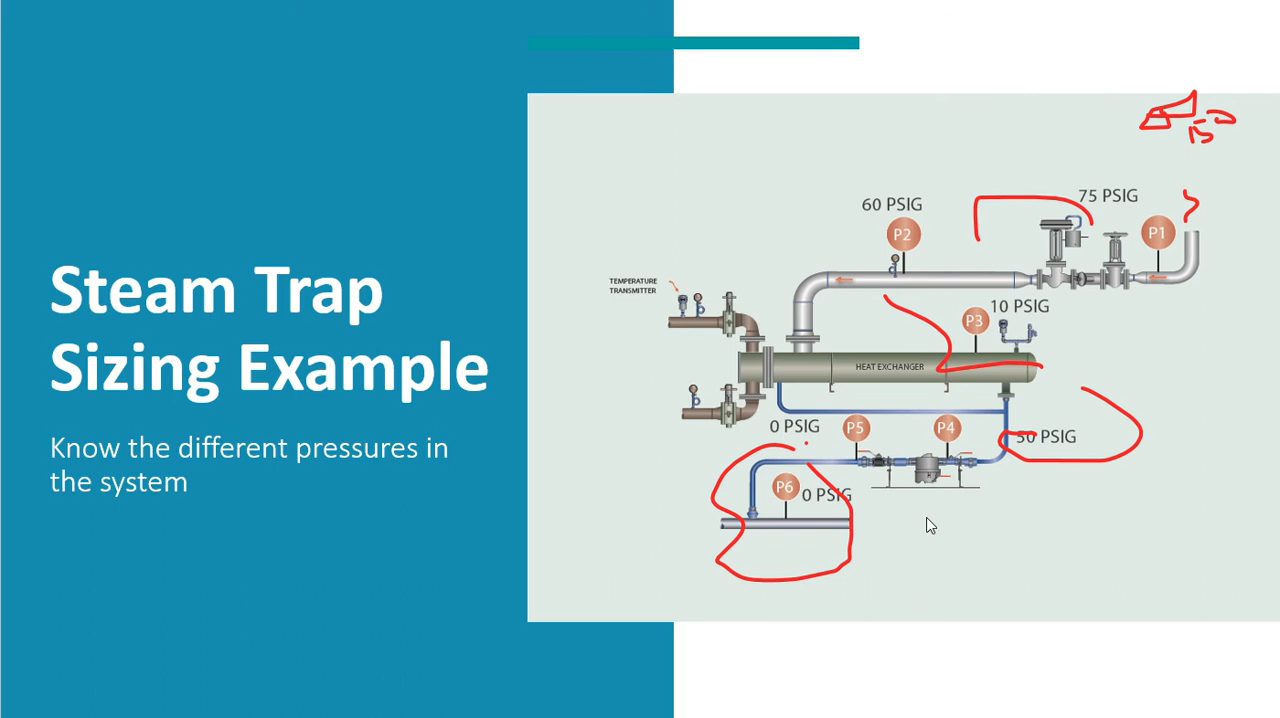 Steam Trap
Sizing Example
Know the different pressures in
the system
75 PSIG
60 PSIG
P2
P1
TEMPERATURE
TRANSMITTER
10 PSIG
P3
HEAT EXCHANGER
0 PSIG
P5
P4
50 PSIG
P6
0 PSIG